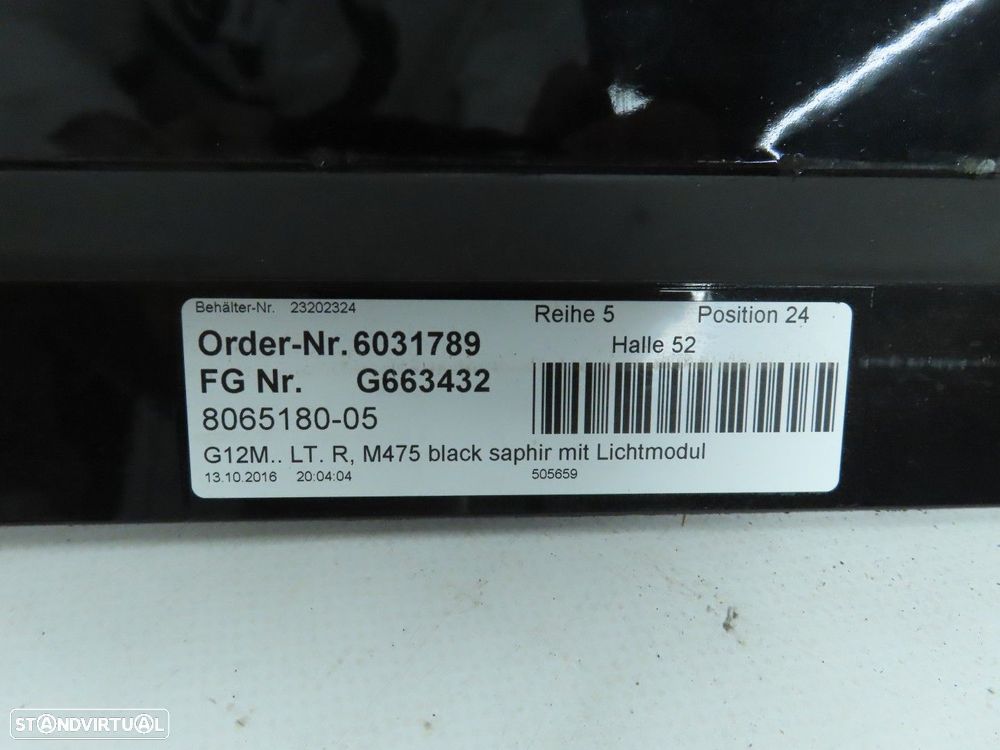 Behälter-Nr. 23202324
Reihe 5 Position 24
Order-Nr. 6031789
Halle 52
FG Nr. G663432
8065180-05
G12M.. LT. R, M475 black saphir mit Lichtmodul
13.10.2016 20:04:04 505659
STANDVIRTUAL